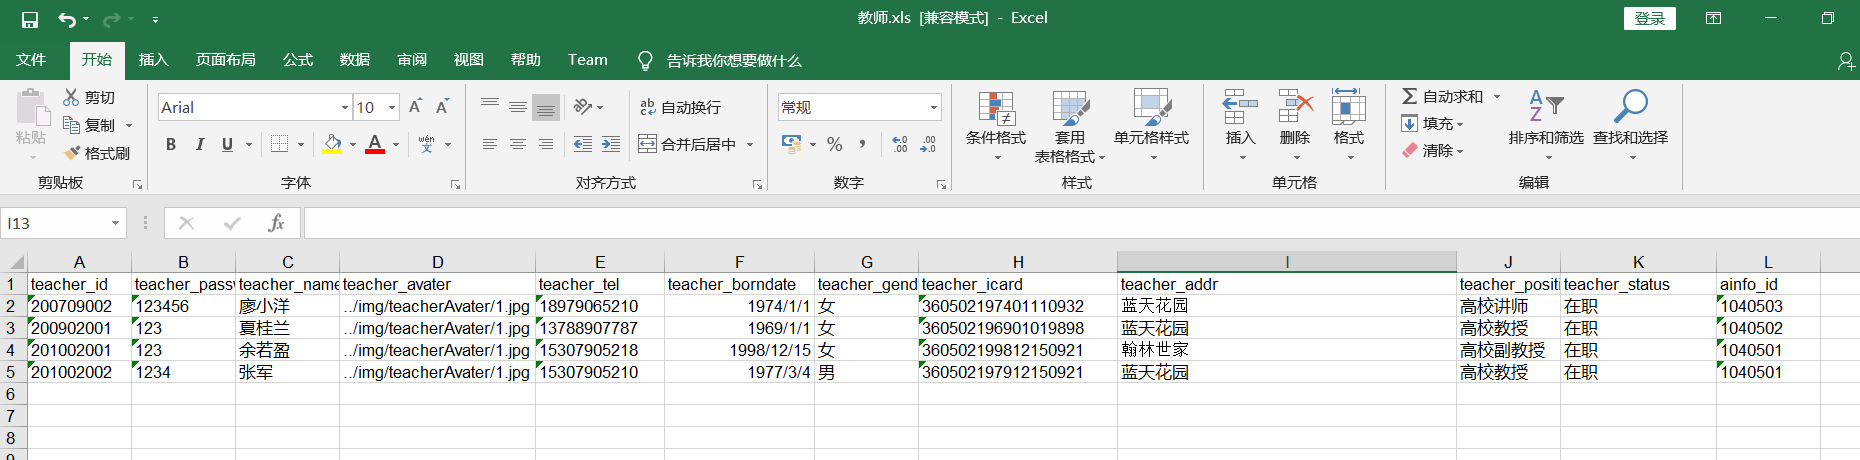 教师.xls [兼容模式] - Excel 登录
文件 开始 插入 页面布局 公式 数据 审阅 视图 帮助 Team 告诉我你想要做什么
粘贴 剪切 复制 格式刷 剪贴板
Arial 10 B I U A wén 文 字体
ab 自动换行 合并后居中 对齐方式
常规 % , 数字
条件格式 套用表格格式 单元格样式 样式
插入 删除 格式 单元格
自动求和 填充 清除 排序和筛选 查找和选择 编辑
I13 fx
A B C D E F G H I J K L
1 teacher_id teacher_passw teacher_name teacher_avater teacher_tel teacher_borndate teacher_gend teacher_icard teacher_addr teacher_positi teacher_status ainfo_id
2 200709002 123456 廖小洋 ../img/teacherAvater/1.jpg 18979065210 1974/1/1 女 360502197401110932 蓝天花园 高校讲师 在职 1040503
3 200902001 123 夏桂兰 ../img/teacherAvater/1.jpg 13788907787 1969/1/1 女 360502196901019898 蓝天花园 高校教授 在职 1040502
4 201002001 123 余若盈 ../img/teacherAvater/1.jpg 15307905218 1998/12/15 女 360502199812150921 翰林世家 高校副教授 在职 1040501
5 201002002 1234 张军 ../img/teacherAvater/1.jpg 15307905210 1977/3/4 男 360502197912150921 蓝天花园 高校教授 在职 1040501
6
7
8
9